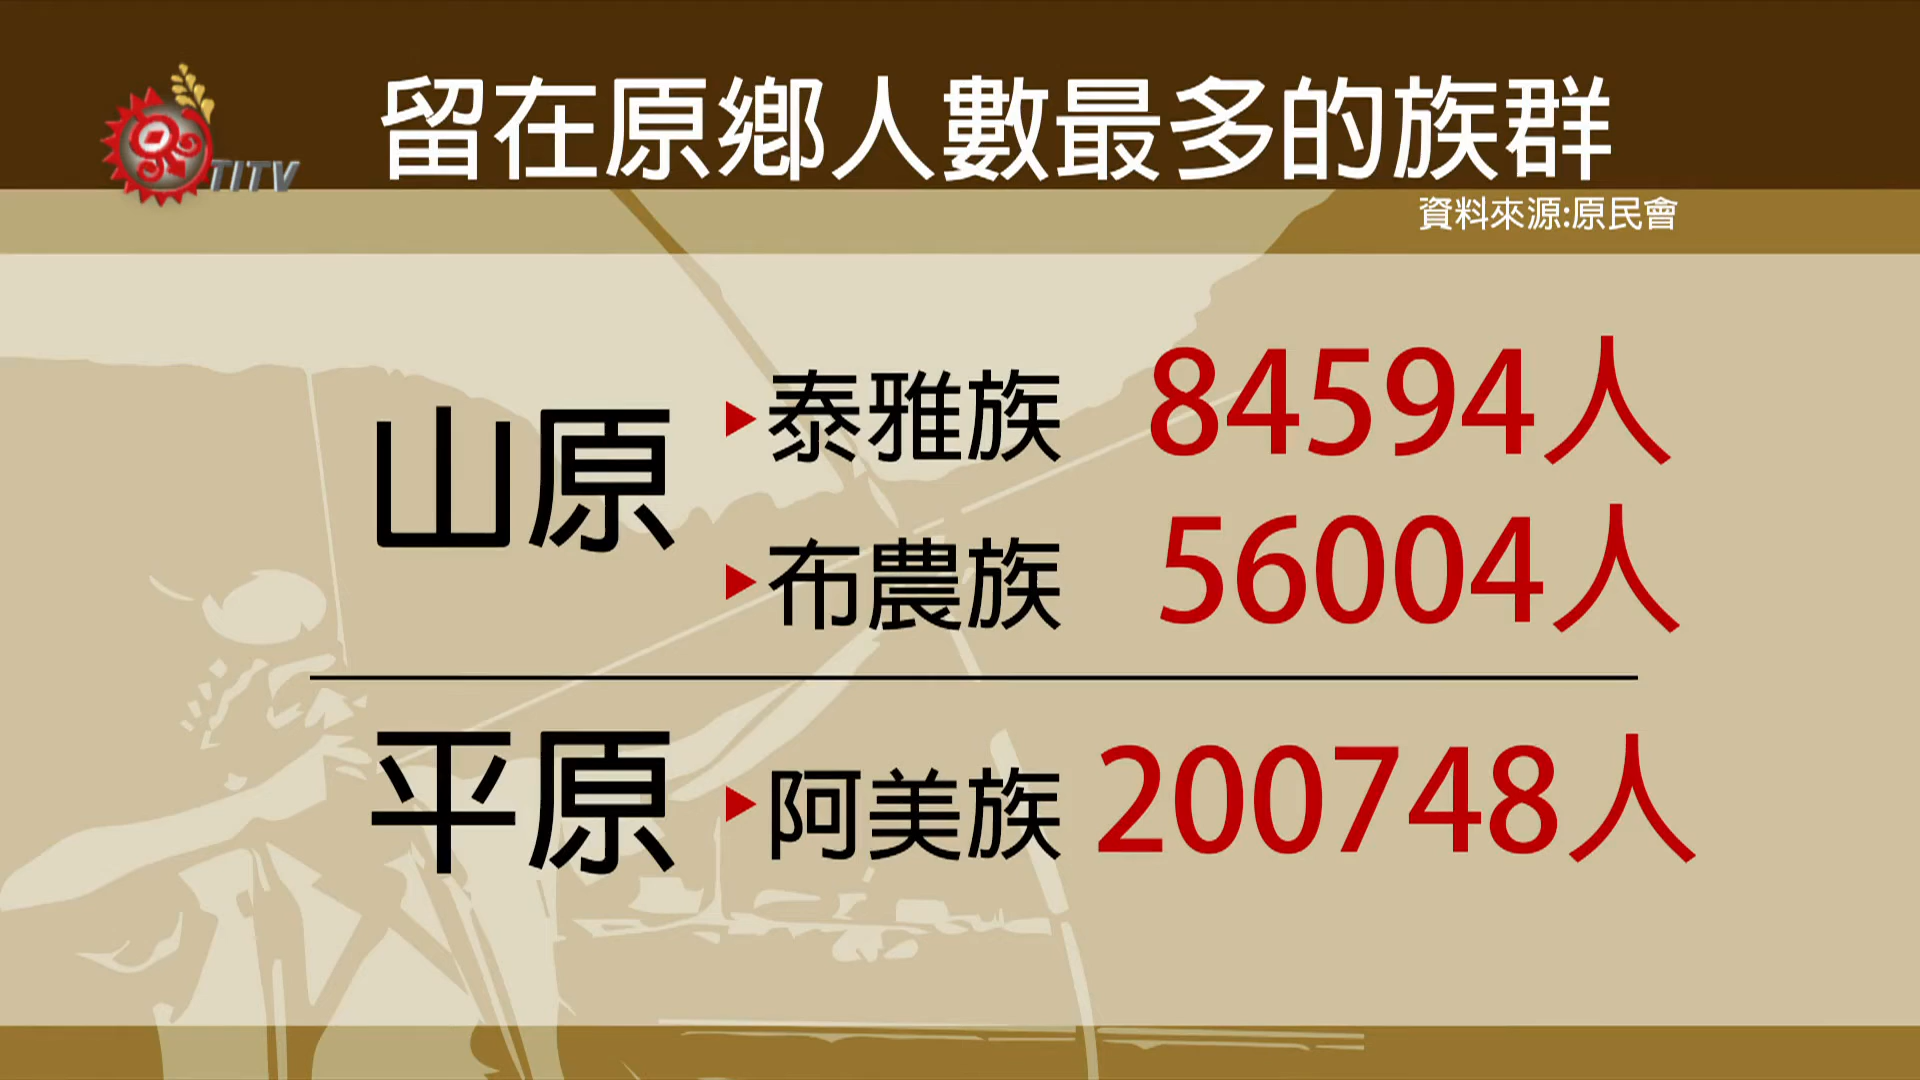 TITV
留在原鄉人數最多的族群
資料來源:原民會
山原
泰雅族 84594人
布農族 56004人
平原
阿美族 200748人